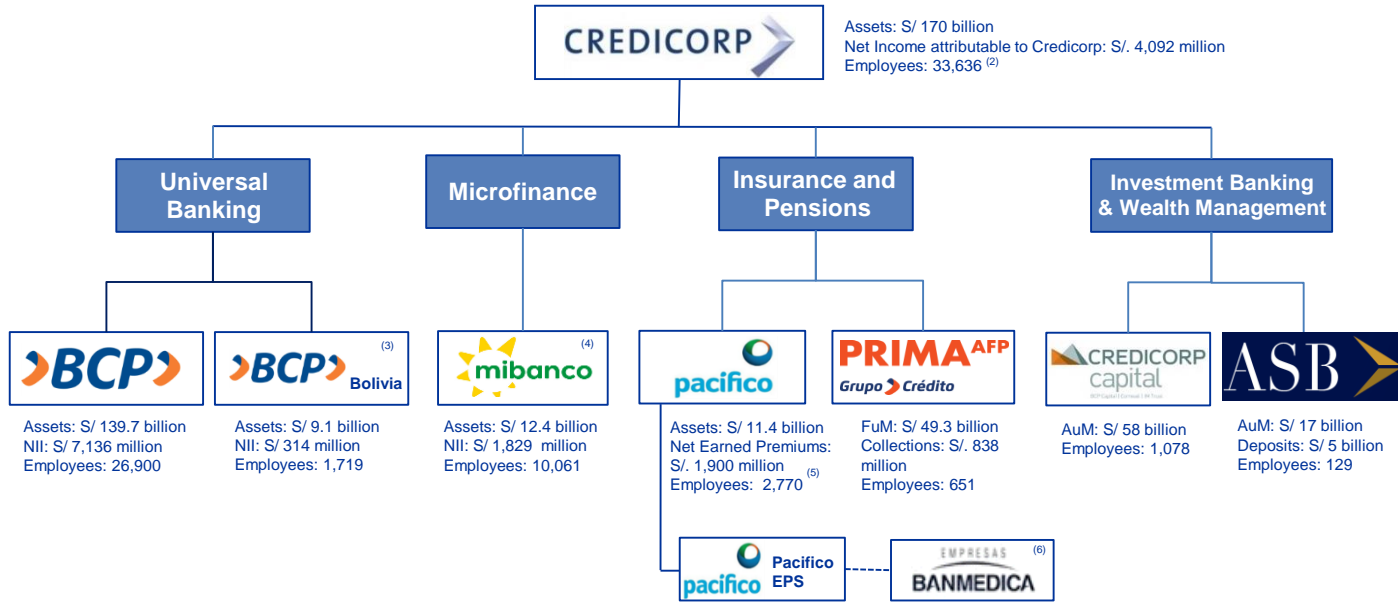 CREDICORP
Assets: S/ 170 billion
Net Income attributable to Credicorp: S/. 4,092 million
Employees: 33,636 (2)
Universal
Banking
Microfinance
Insurance and
Pensions
Investment Banking
& Wealth Management
BCP
Assets: S/ 139.7 billion
NII: S/ 7,136 million
Employees: 26,900
(3)
BCP Bolivia
Assets: S/ 9.1 billion
NII: S/ 314 million
Employees: 1,719
(4)
mibanco
Assets: S/ 12.4 billion
NII: S/ 1,829 million
Employees: 10,061
pacifico
Assets: S/ 11.4 billion
Net Earned Premiums:
S/. 1,900 million
Employees: 2,770 (5)
PRIMA AFP
Grupo Crédito
FuM: S/ 49.3 billion
Collections: S/. 838
million
Employees: 651
CREDICORP
capital
AuM: S/ 58 billion
Employees: 1,078
ASB
AuM: S/ 17 billion
Deposits: S/ 5 billion
Employees: 129
pacifico
Pacifico
EPS
EMPRESAS
BANMEDICA
(6)